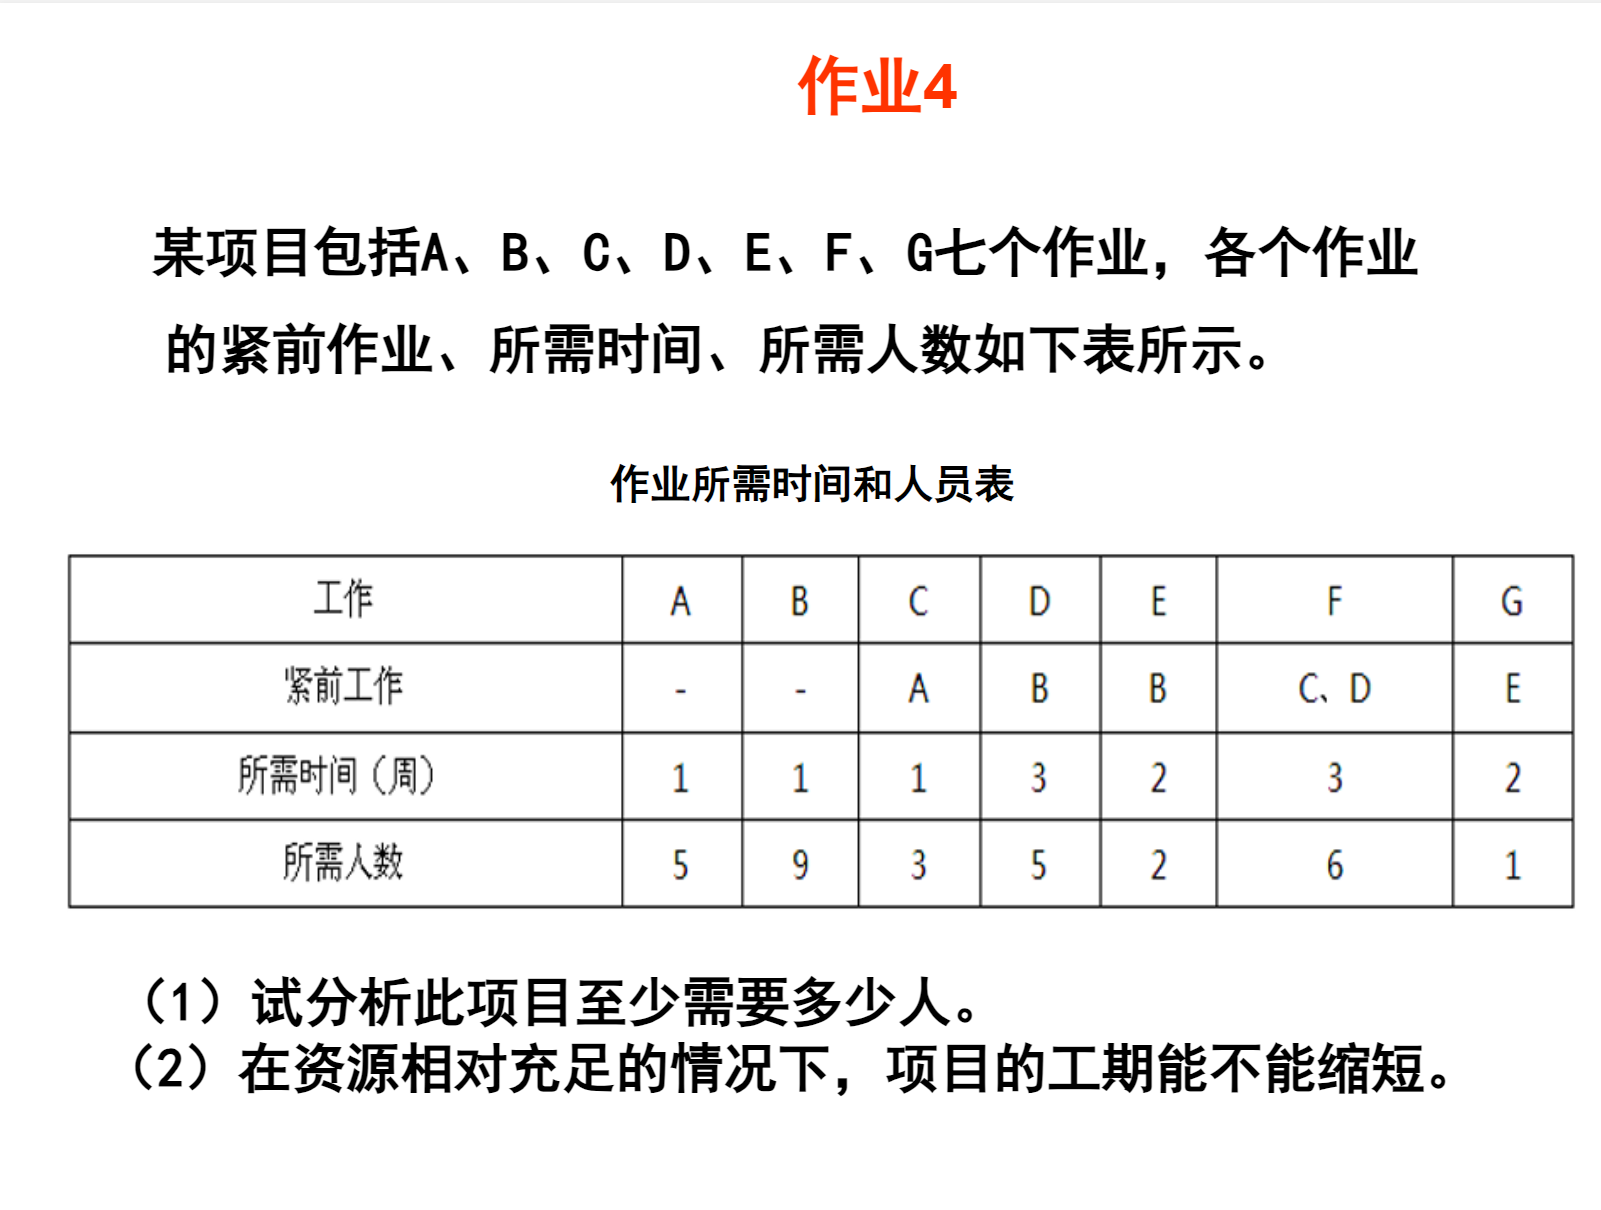 作业4
某项目包括A、B、C、D、E、F、G七个作业，各个作业
的紧前作业、所需时间、所需人数如下表所示。
作业所需时间和人员表
工作 A B C D E F G
紧前工作 - - A B B C、D E
所需时间（周） 1 1 1 3 2 3 2
所需人数 5 9 3 5 2 6 1
（1）试分析此项目至少需要多少人。
（2）在资源相对充足的情况下，项目的工期能不能缩短。